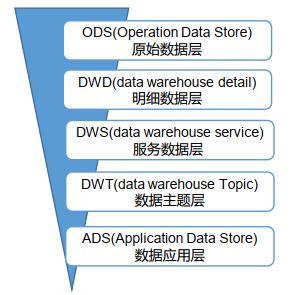 ODS(Operation Data Store)
原始数据层
DWD(data warehouse detail)
明细数据层
DWS(data warehouse service)
服务数据层
DWT(data warehouse Topic)
数据主题层
ADS(Application Data Store)
数据应用层